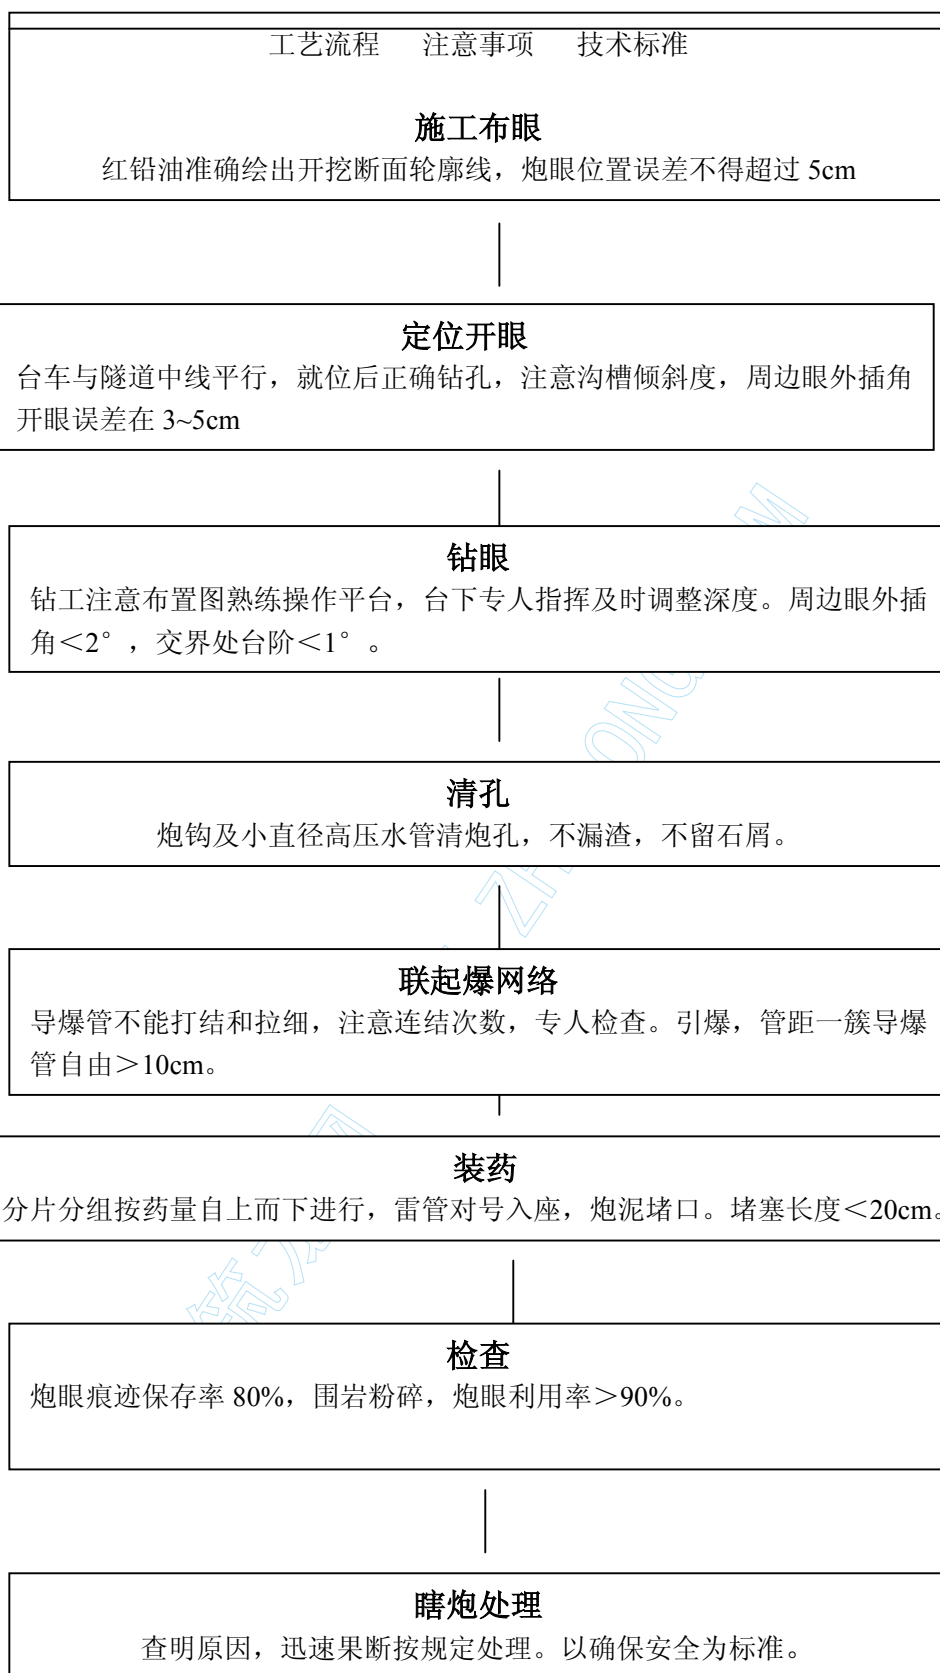 工艺流程 注意事项 技术标准
施工布眼
红铅油准确绘出开挖断面轮廓线，炮眼位置误差不得超过 5cm
定位开眼
台车与隧道中线平行，就位后正确钻孔，注意沟槽倾斜度，周边眼外插角
开眼误差在 3~5cm
钻眼
钻工注意布置图熟练操作平台，台下专人指挥及时调整深度。周边眼外插
角＜2°，交界处台阶＜1°。
清孔
炮钩及小直径高压水管清炮孔，不漏渣，不留石屑。
联起爆网络
导爆管不能打结和拉细，注意连结次数，专人检查。引爆，管距一簇导爆
管自由＞10cm。
装药
分片分组按药量自上而下进行，雷管对号入座，炮泥堵口。堵塞长度＜20cm。
检查
炮眼痕迹保存率 80%，围岩粉碎，炮眼利用率＞90%。
瞎炮处理
查明原因，迅速果断按规定处理。以确保安全为标准。